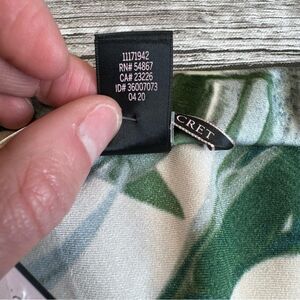 11171942
RN# 54867
CA# 23226
ID# 36007073
04 20
CRET